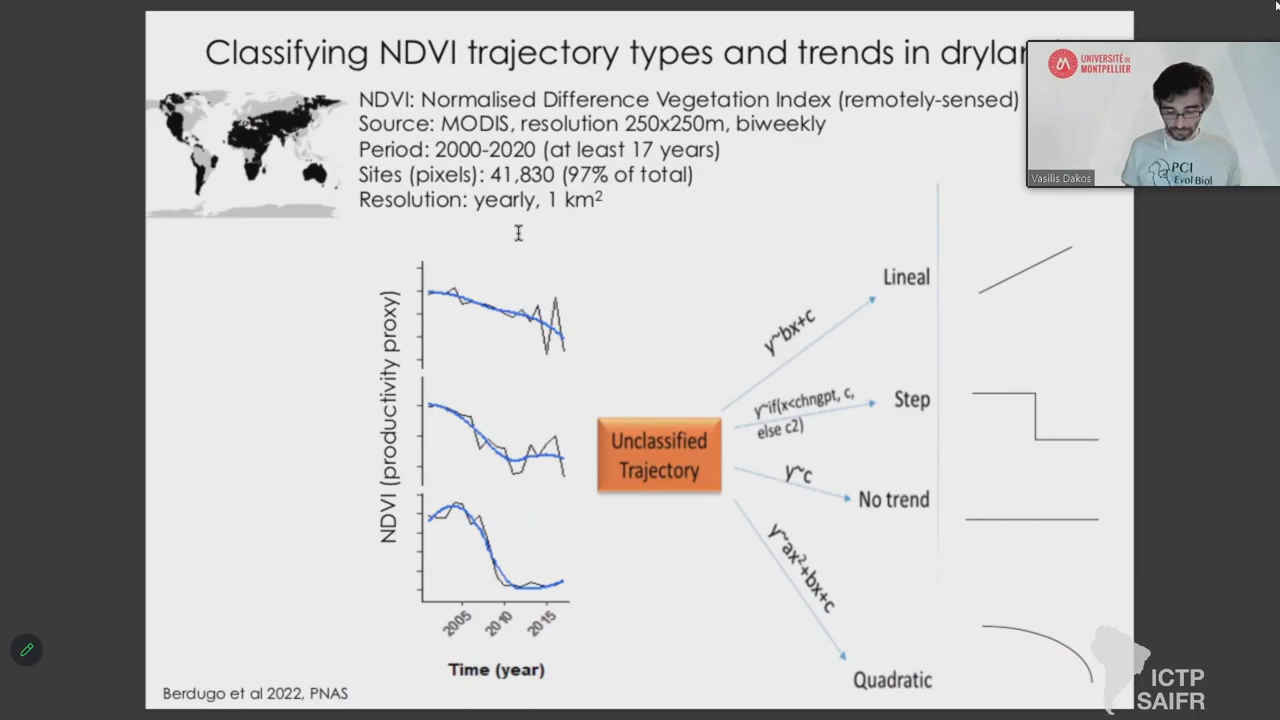 Classifying NDVI trajectory types and trends in
NDVI: Normalised Difference Vegetation Index (remotely-sensed)
Source: MODIS, resolution 250x250m, biweekly
Period: 2000-2020 (at least 17 years)
Sites (pixels): 41,830 (97% of total)
Resolution: yearly, 1 km²
UNIVERSITÉ DE
MONTPELLIER
PCI
Evol Biol
Vasilis Dakos
NDVI (productivity proxy)
2005
2010
2015
Time (year)
Unclassified
Trajectory
y~bx+c
Lineal
y~if(x<chngpt, c,
else c2)
Step
y~c
No trend
y~ax²+bx+c
Quadratic
Berdugo et al 2022, PNAS
ICTP
SAIFR